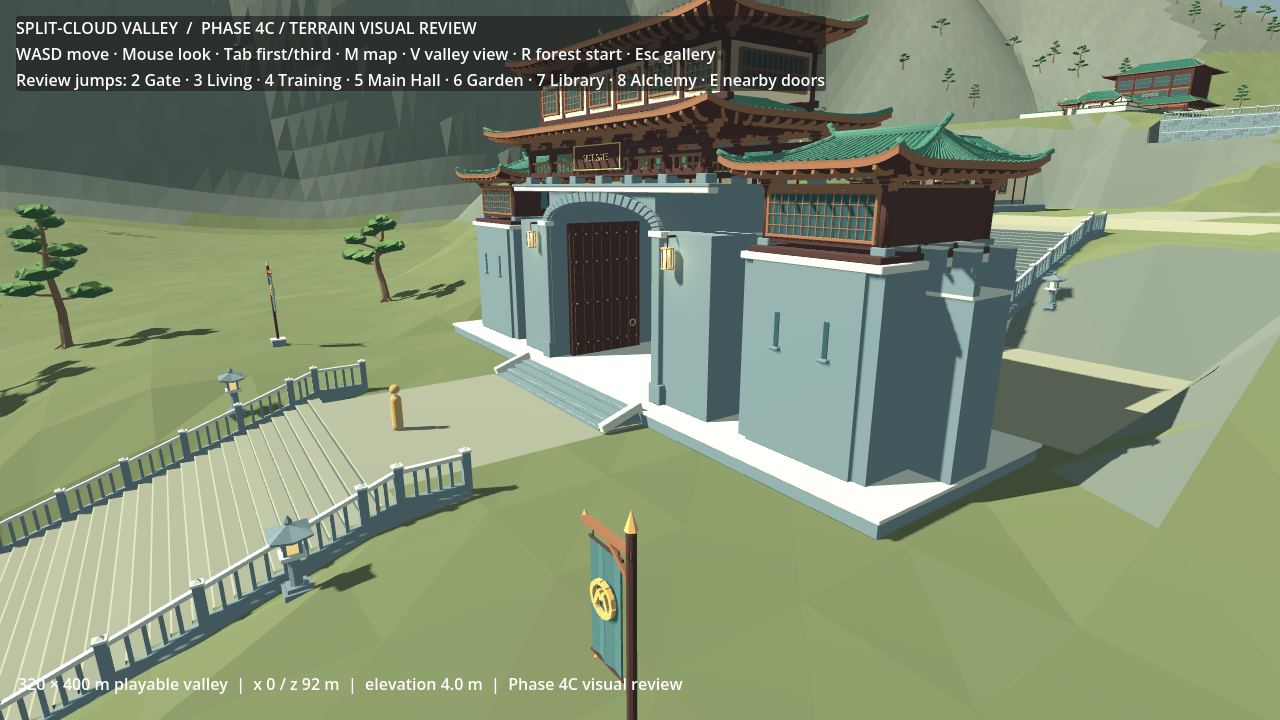 SPLIT-CLOUD VALLEY / PHASE 4C / TERRAIN VISUAL REVIEW
WASD move · Mouse look · Tab first/third · M map · V valley view · R forest start · Esc gallery
Review jumps: 2 Gate · 3 Living · 4 Training · 5 Main Hall · 6 Garden · 7 Library · 8 Alchemy · E nearby doors
SPLIT GATE
320 × 400 m playable valley | x 0 / z 92 m | elevation 4.0 m | Phase 4C visual review